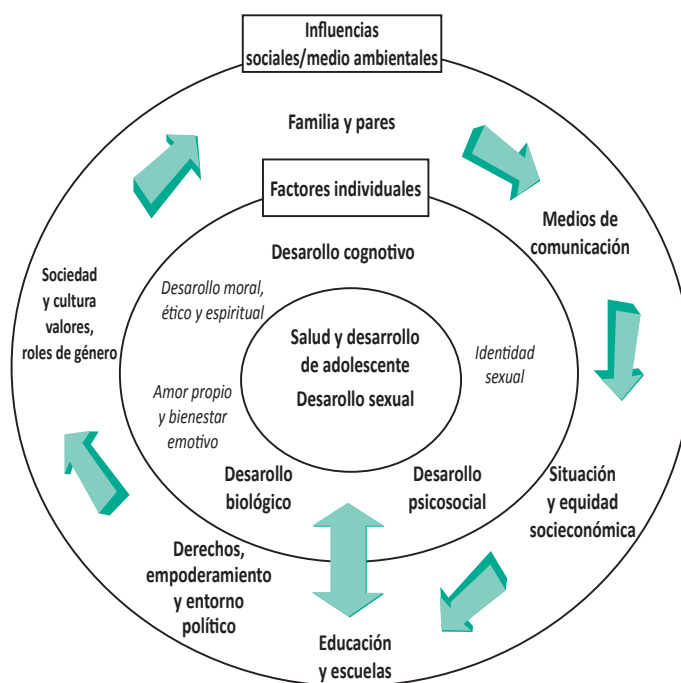 Influencias
sociales/medio ambientales
Familia y pares
Factores individuales
Medios de
comunicación
Desarollo cognotivo
Sociedad
y cultura
valores,
roles de género
Desarollo moral,
ético y espiritual
Salud y desarrollo
de adolescente
Desarollo sexual
Identidad
sexual
Amor propio
y bienestar
emotivo
Desarollo
biológico
Desarollo
psicosocial
Situación
y equidad
socieconómica
Derechos,
empoderamiento
y entorno
político
Educación
y escuelas